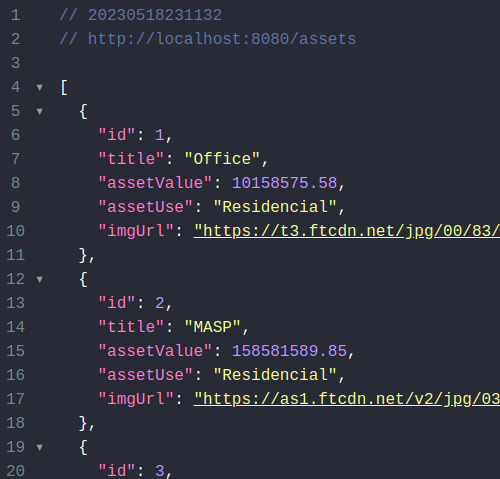 1 // 20230518231132
2 // http://localhost:8080/assets
3
4 ▼ [
5 ▼ {
6 "id": 1,
7 "title": "Office",
8 "assetValue": 10158575.58,
9 "assetUse": "Residencial",
10 "imgUrl": "https://t3.ftcdn.net/jpg/00/83/
11 },
12 ▼ {
13 "id": 2,
14 "title": "MASP",
15 "assetValue": 158581589.85,
16 "assetUse": "Residencial",
17 "imgUrl": "https://as1.ftcdn.net/v2/jpg/03
18 },
19 ▼ {
20 "id": 3,